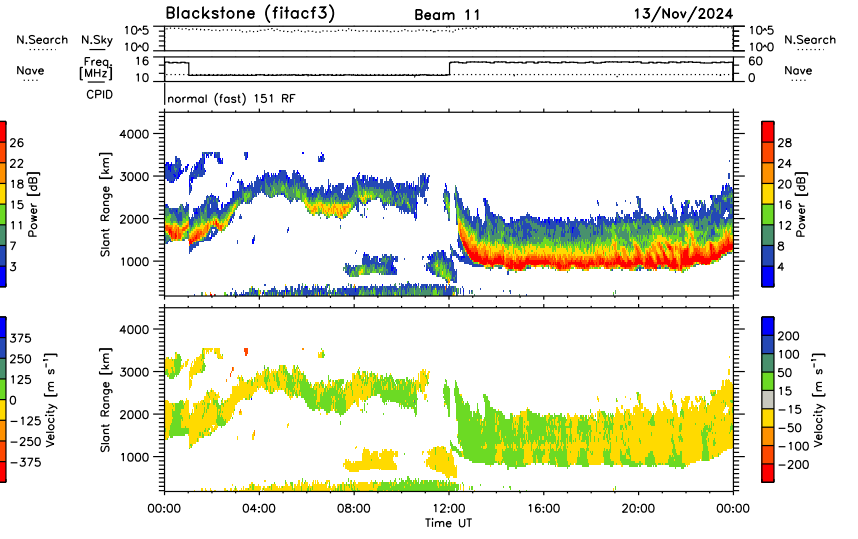 Blackstone (fitacf3) Beam 11 13/Nov/2024
N.Search N.Sky 10^5 10^0 10^5 10^0 N.Search
Nave Freq. [MHz] 16 10 60 0 Nave
CPID normal (fast) 151 RF
Slant Range [km] 4000 3000 2000 1000
Power [dB] 26 22 18 15 11 7 3
Power [dB] 28 24 20 16 12 8 4
Slant Range [km] 4000 3000 2000 1000
Velocity [m s⁻¹] 375 250 125 0 −125 −250 −375
Velocity [m s⁻¹] 200 100 50 15 −15 −50 −100 −200
00:00 04:00 08:00 12:00 16:00 20:00 00:00
Time UT